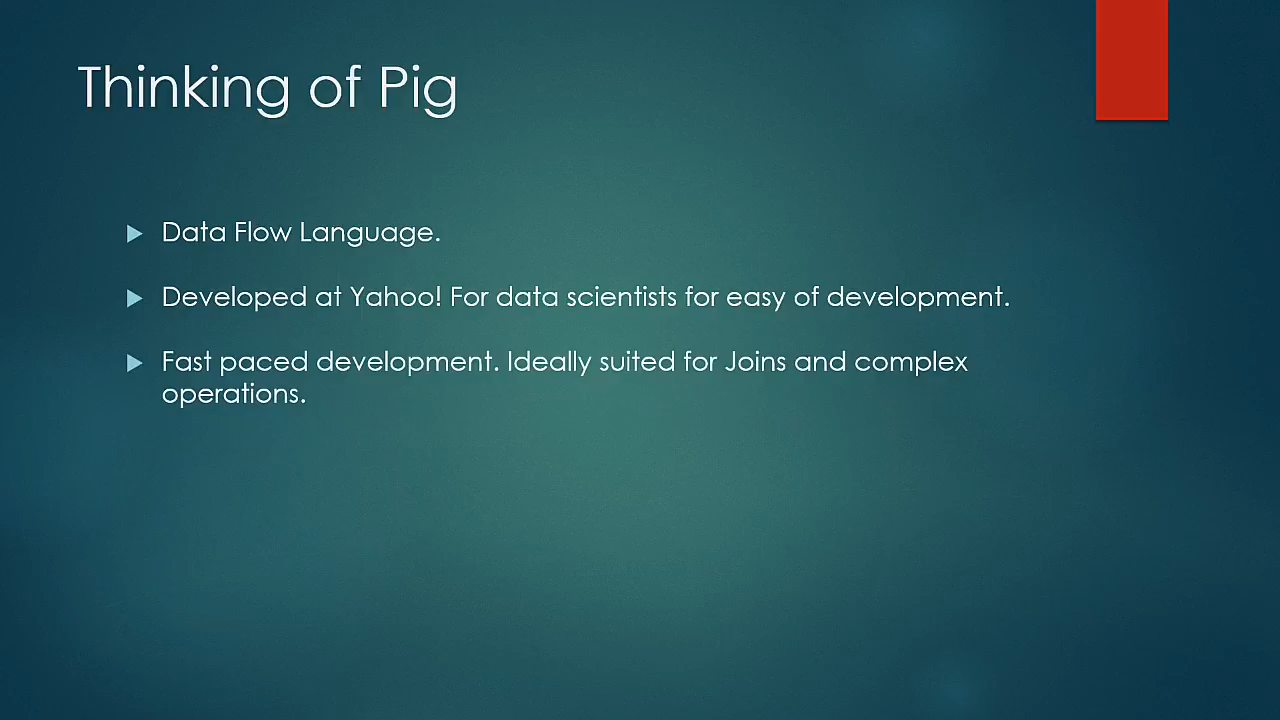 Thinking of Pig
Data Flow Language.
Developed at Yahoo! For data scientists for easy of development.
Fast paced development. Ideally suited for Joins and complex
operations.